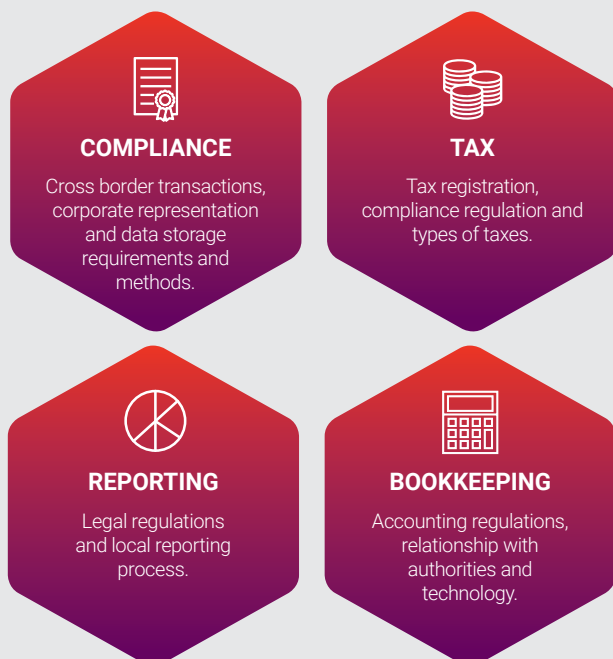 COMPLIANCE
Cross border transactions,
corporate representation
and data storage
requirements and
methods.
TAX
Tax registration,
compliance regulation and
types of taxes.
REPORTING
Legal regulations
and local reporting
process.
BOOKKEEPING
Accounting regulations,
relationship with
authorities and
technology.